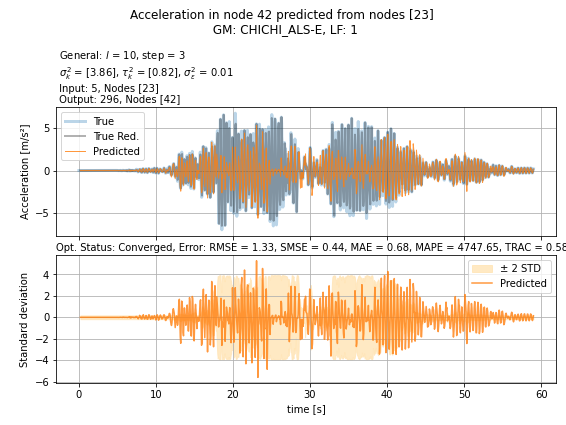 Acceleration in node 42 predicted from nodes [23]
GM: CHICHI_ALS-E, LF: 1
General: l = 10, step = 3
σ²ₖ = [3.86], τ²ₖ = [0.82], σ²ε = 0.01
Input: 5, Nodes [23]
Output: 296, Nodes [42]
True
True Red.
Predicted
Acceleration [m/s²]
5
0
−5
Opt. Status: Converged, Error: RMSE = 1.33, SMSE = 0.44, MAE = 0.68, MAPE = 4747.65, TRAC = 0.58
± 2 STD
Predicted
Standard deviation
4
2
0
−2
−4
−6
0 10 20 30 40 50 60
time [s]